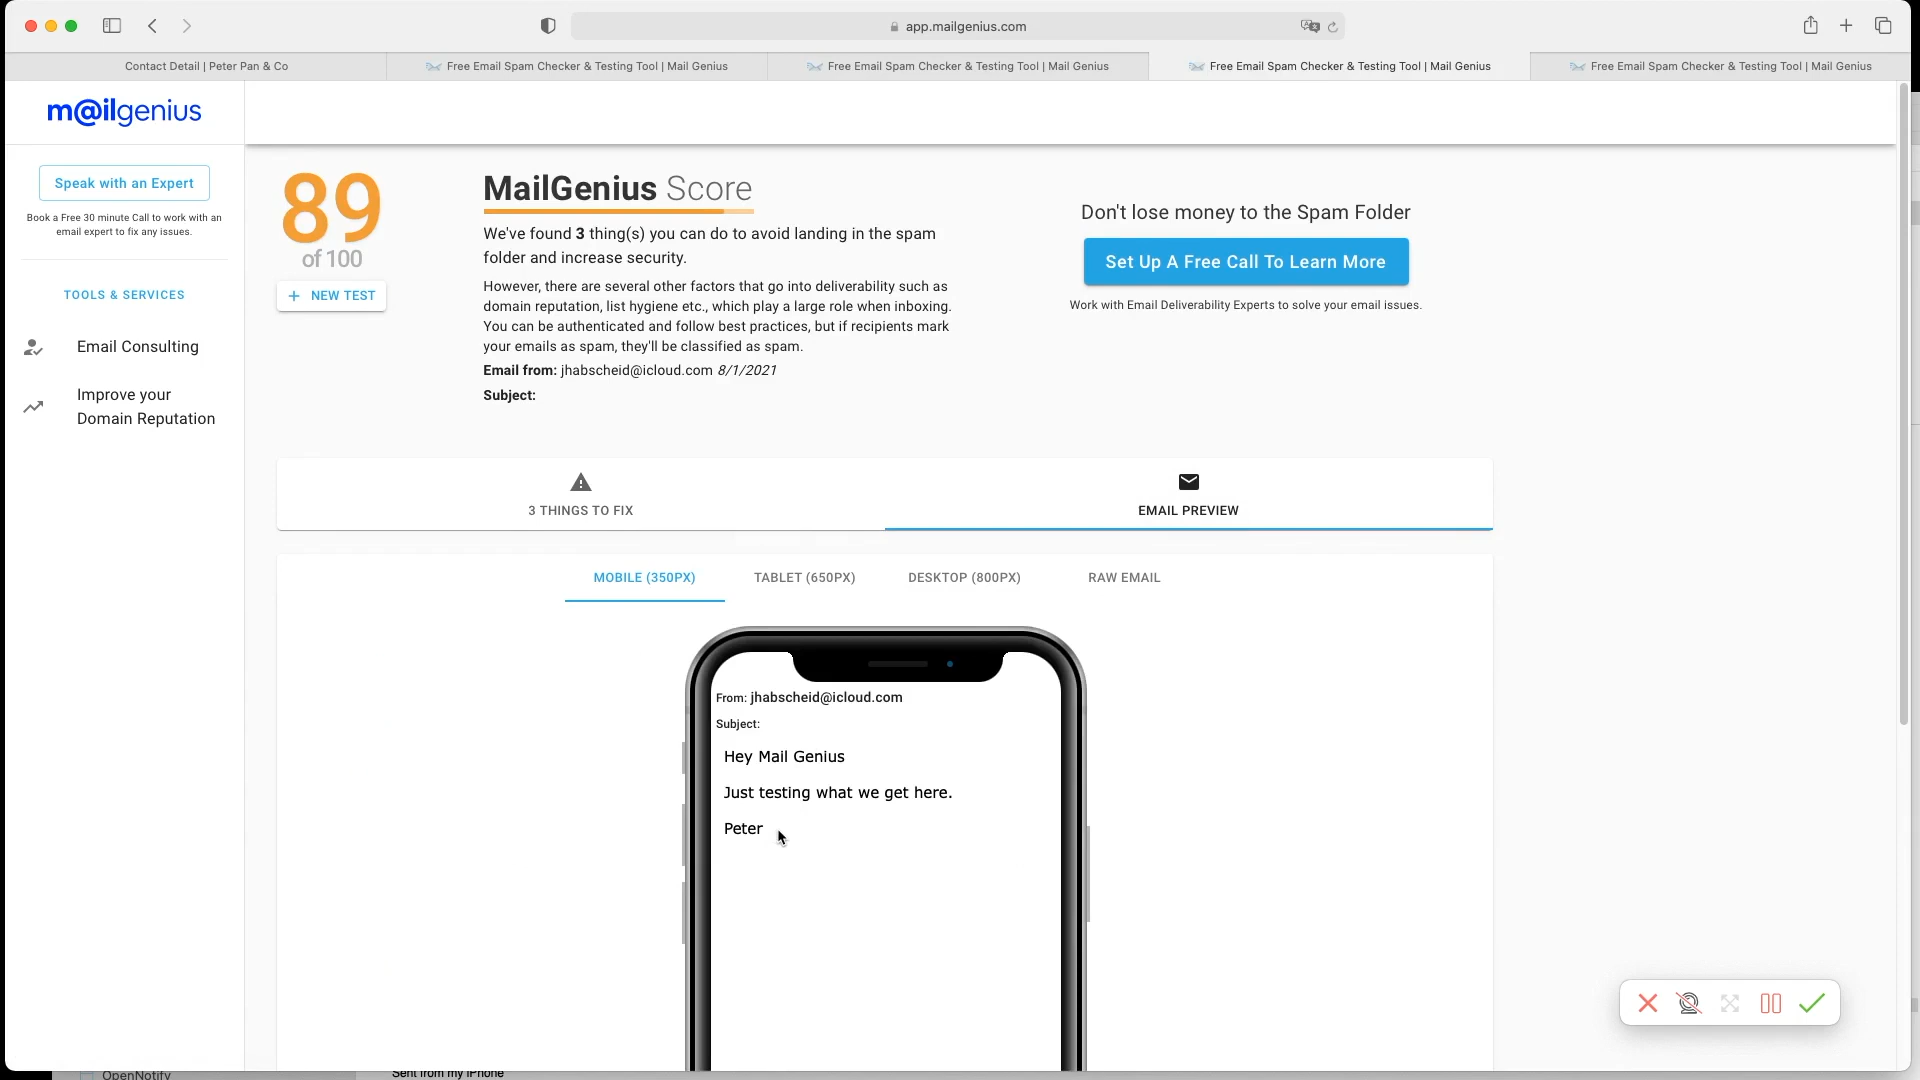 app.mailgenius.com
Contact Detail | Peter Pan & Co
Free Email Spam Checker & Testing Tool | Mail Genius
Free Email Spam Checker & Testing Tool | Mail Genius
Free Email Spam Checker & Testing Tool | Mail Genius
Free Email Spam Checker & Testing Tool | Mail Genius
m@ilgenius
Speak with an Expert
Book a Free 30 minute Call to work with an
email expert to fix any issues.
TOOLS & SERVICES
Email Consulting
Improve your
Domain Reputation
89
of 100
+ NEW TEST
MailGenius Score
We've found 3 thing(s) you can do to avoid landing in the spam
folder and increase security.
However, there are several other factors that go into deliverability such as
domain reputation, list hygiene etc., which play a large role when inboxing.
You can be authenticated and follow best practices, but if recipients mark
your emails as spam, they'll be classified as spam.
Email from: jhabscheid@icloud.com 8/1/2021
Subject:
Don't lose money to the Spam Folder
Set Up A Free Call To Learn More
Work with Email Deliverability Experts to solve your email issues.
3 THINGS TO FIX
EMAIL PREVIEW
MOBILE (350PX)
TABLET (650PX)
DESKTOP (800PX)
RAW EMAIL
From: jhabscheid@icloud.com
Subject:
Hey Mail Genius
Just testing what we get here.
Peter
OpenNotify
Sent from my iPhone